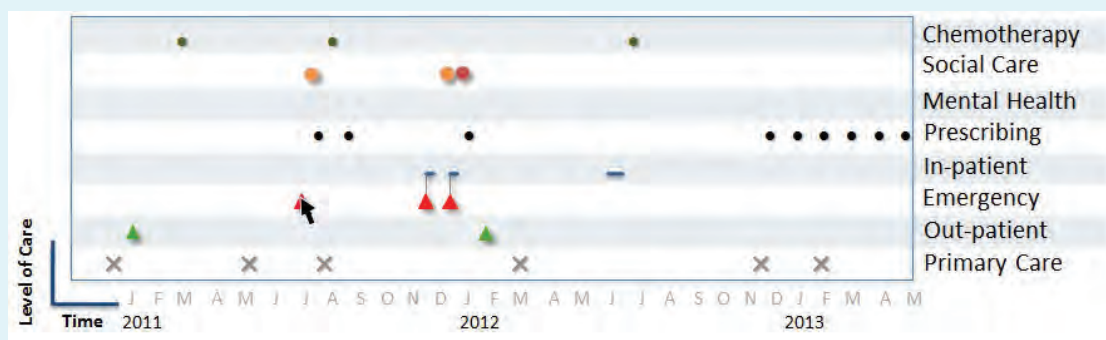 Chemotherapy
Social Care
Mental Health
Prescribing
In-patient
Emergency
Out-patient
Primary Care
Level of Care
J F M A M J J A S O N D J F M A M J J A S O N D J F M A M
Time 2011 2012 2013